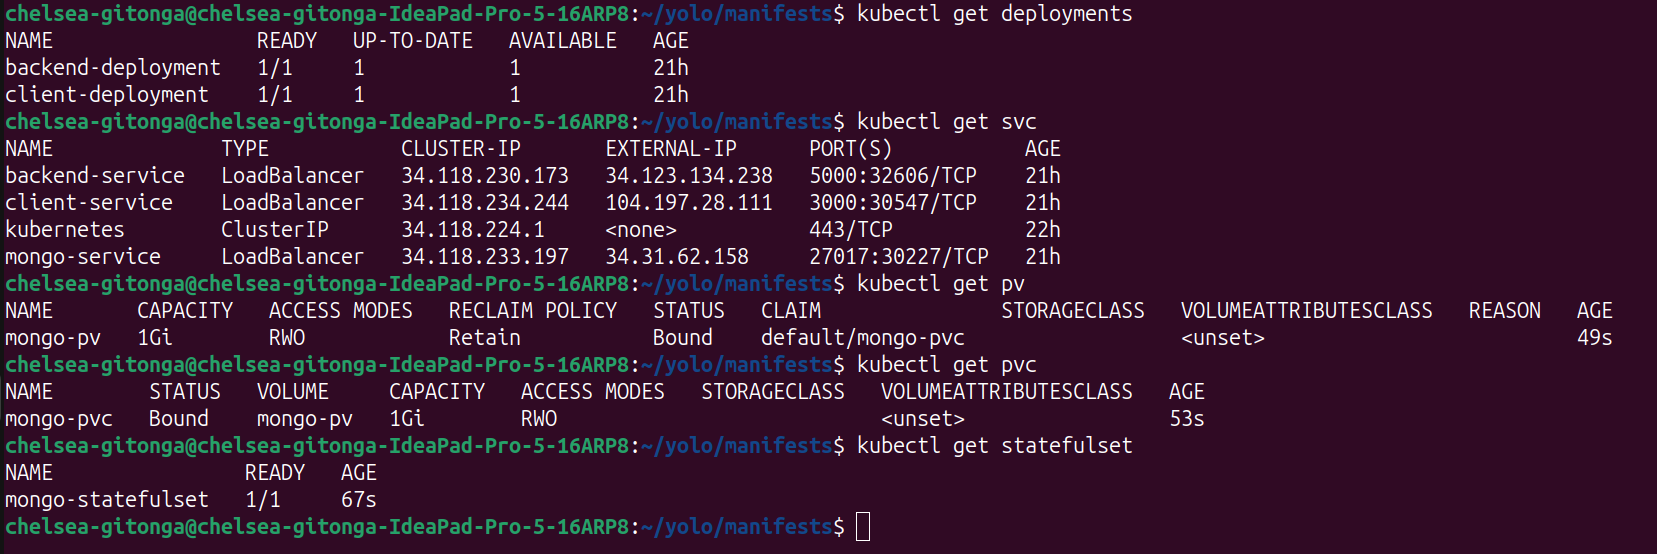 chelsea-gitonga@chelsea-gitonga-IdeaPad-Pro-5-16ARP8:~/yolo/manifests$ kubectl get deployments
NAME                 READY   UP-TO-DATE   AVAILABLE   AGE
backend-deployment   1/1     1            1           21h
client-deployment    1/1     1            1           21h
chelsea-gitonga@chelsea-gitonga-IdeaPad-Pro-5-16ARP8:~/yolo/manifests$ kubectl get svc
NAME              TYPE           CLUSTER-IP       EXTERNAL-IP      PORT(S)           AGE
backend-service   LoadBalancer   34.118.230.173   34.123.134.238   5000:32606/TCP    21h
client-service    LoadBalancer   34.118.234.244   104.197.28.111   3000:30547/TCP    21h
kubernetes        ClusterIP      34.118.224.1     <none>           443/TCP           22h
mongo-service     LoadBalancer   34.118.233.197   34.31.62.158     27017:30227/TCP   21h
chelsea-gitonga@chelsea-gitonga-IdeaPad-Pro-5-16ARP8:~/yolo/manifests$ kubectl get pv
NAME       CAPACITY   ACCESS MODES   RECLAIM POLICY   STATUS   CLAIM               STORAGECLASS   VOLUMEATTRIBUTESCLASS   REASON   AGE
mongo-pv   1Gi        RWO            Retain           Bound    default/mongo-pvc                  <unset>                          49s
chelsea-gitonga@chelsea-gitonga-IdeaPad-Pro-5-16ARP8:~/yolo/manifests$ kubectl get pvc
NAME        STATUS   VOLUME     CAPACITY   ACCESS MODES   STORAGECLASS   VOLUMEATTRIBUTESCLASS   AGE
mongo-pvc   Bound    mongo-pv   1Gi        RWO                           <unset>                 53s
chelsea-gitonga@chelsea-gitonga-IdeaPad-Pro-5-16ARP8:~/yolo/manifests$ kubectl get statefulset
NAME                READY   AGE
mongo-statefulset   1/1     67s
chelsea-gitonga@chelsea-gitonga-IdeaPad-Pro-5-16ARP8:~/yolo/manifests$